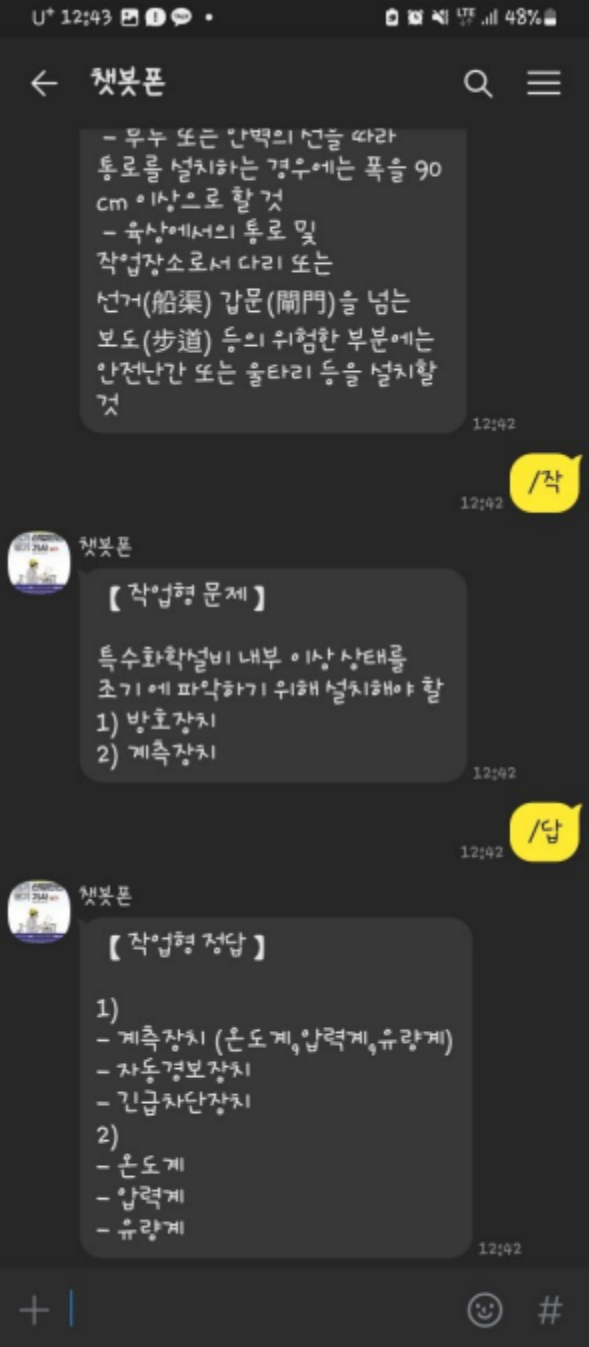 U⁺ 12:43
LTE 48%
챗봇폰
- 부두 또는 안벽의 선을 따라
통로를 설치하는 경우에는 폭을 90
cm 이상으로 할 것
- 육상에서의 통로 및
작업장소로서 다리 또는
선거(船渠) 갑문(閘門)을 넘는
보도(步道) 등의 위험한 부분에는
안전난간 또는 울타리 등을 설치할
것
12:42
/작
12:42
챗봇폰
【 작업형 문제 】
특수화학설비 내부 이상 상태를
조기에 파악하기 위해 설치해야 할
1) 방호장치
2) 계측장치
12:42
/답
12:42
챗봇폰
【 작업형 정답 】
1)
- 계측장치 (온도계,압력계,유량계)
- 자동경보장치
- 긴급차단장치
2)
- 온도계
- 압력계
- 유량계
12:42
#